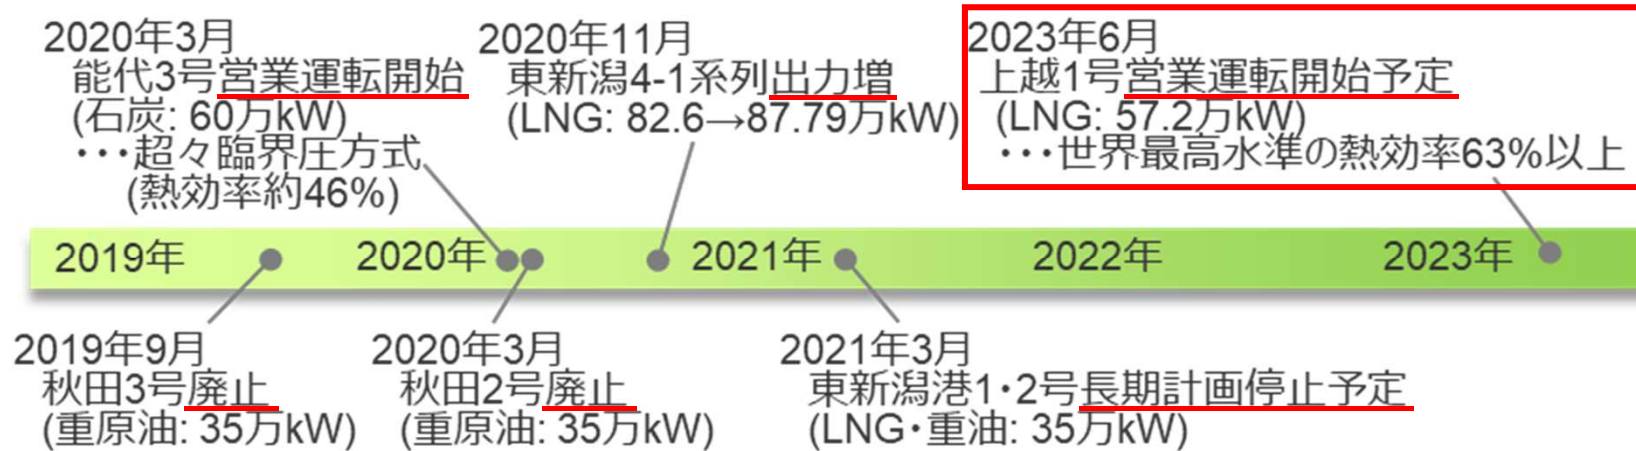 2020年3月
能代3号営業運転開始
(石炭: 60万kW)
･･･超々臨界圧方式
(熱効率約46%)
2020年11月
東新潟4-1系列出力増
(LNG: 82.6→87.79万kW)
2023年6月
上越1号営業運転開始予定
(LNG: 57.2万kW)
･･･世界最高水準の熱効率63%以上
2019年
2020年
2021年
2022年
2023年
2019年9月
秋田3号廃止
(重原油: 35万kW)
2020年3月
秋田2号廃止
(重原油: 35万kW)
2021年3月
東新潟港1･2号長期計画停止予定
(LNG･重油: 35万kW)